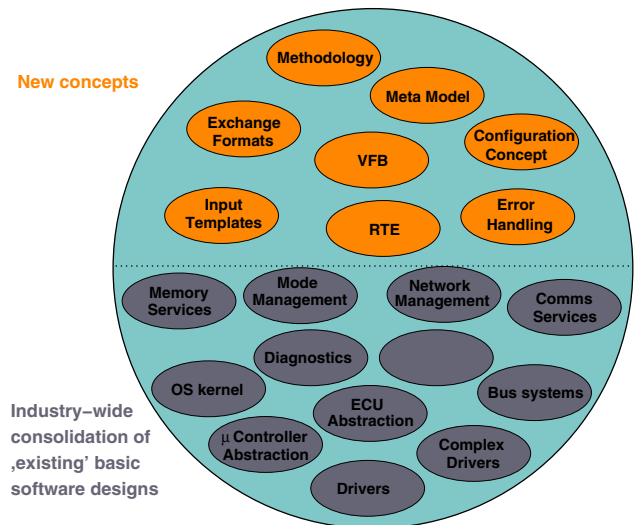 Methodology
New concepts
Meta Model
Exchange
Formats
Configuration
Concept
VFB
Input
Templates
Error
Handling
RTE
Memory
Services
Mode
Management
Network
Management
Comms
Services
Diagnostics
OS kernel
Bus systems
ECU
Abstraction
Industry−wide
consolidation of
‚existing’ basic
software designs
μ Controller
Abstraction
Complex
Drivers
Drivers